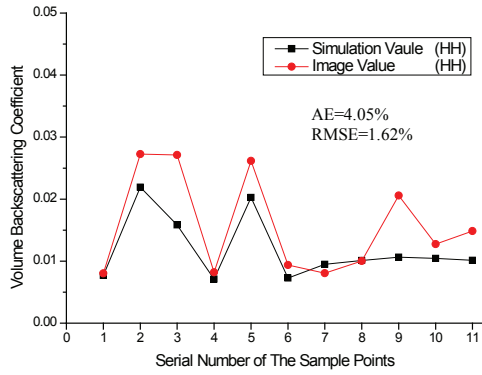 0.05
0.04
0.03
0.02
0.01
0.00
Volume Backscattering Coefficient
Simulation Vaule (HH)
Image Value (HH)
AE=4.05%
RMSE=1.62%
0 1 2 3 4 5 6 7 8 9 10 11
Serial Number of The Sample Points